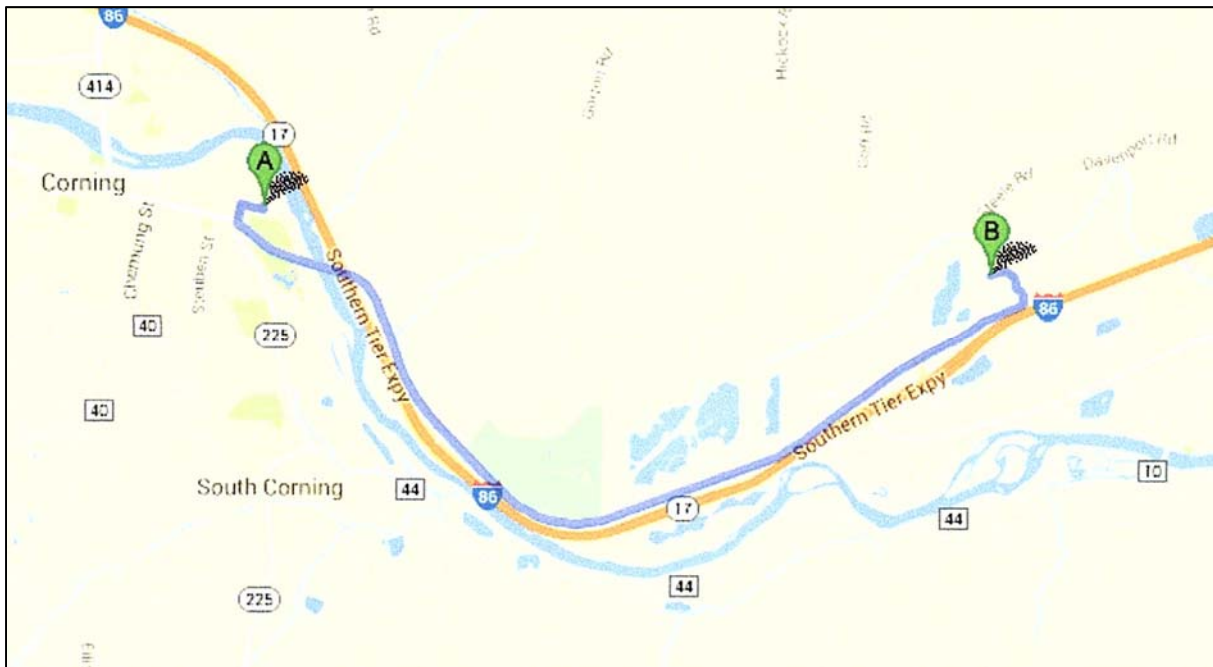 86
414
17
A
Corning
Chemung St
Steuben St
40
225
40
South Corning
44
225
Southern Tier Expy
86
17
44
Southern Tier Expy
Davenport Rd
B
86
10
44